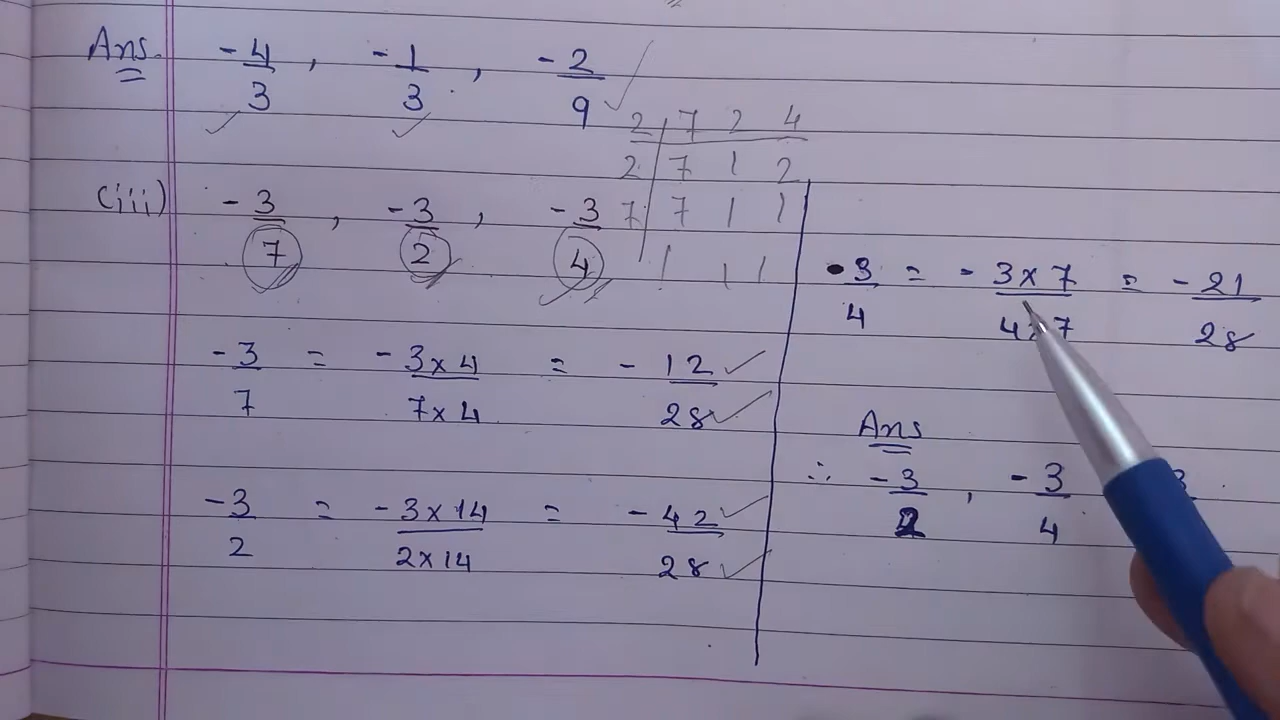 Ans. -4/3 , -1/3 , -2/9
2 | 7 2 4
2 | 7 1 2
7 | 7 1 1
1 1 1
(iii) -3/7 , -3/2 , -3/4
-3/7 = -3×4/7×4 = -12/28
-3/2 = -3×14/2×14 = -42/28
3/4 = -3×7/4×7 = -21/28
Ans
∴ -3/2 , -3/4